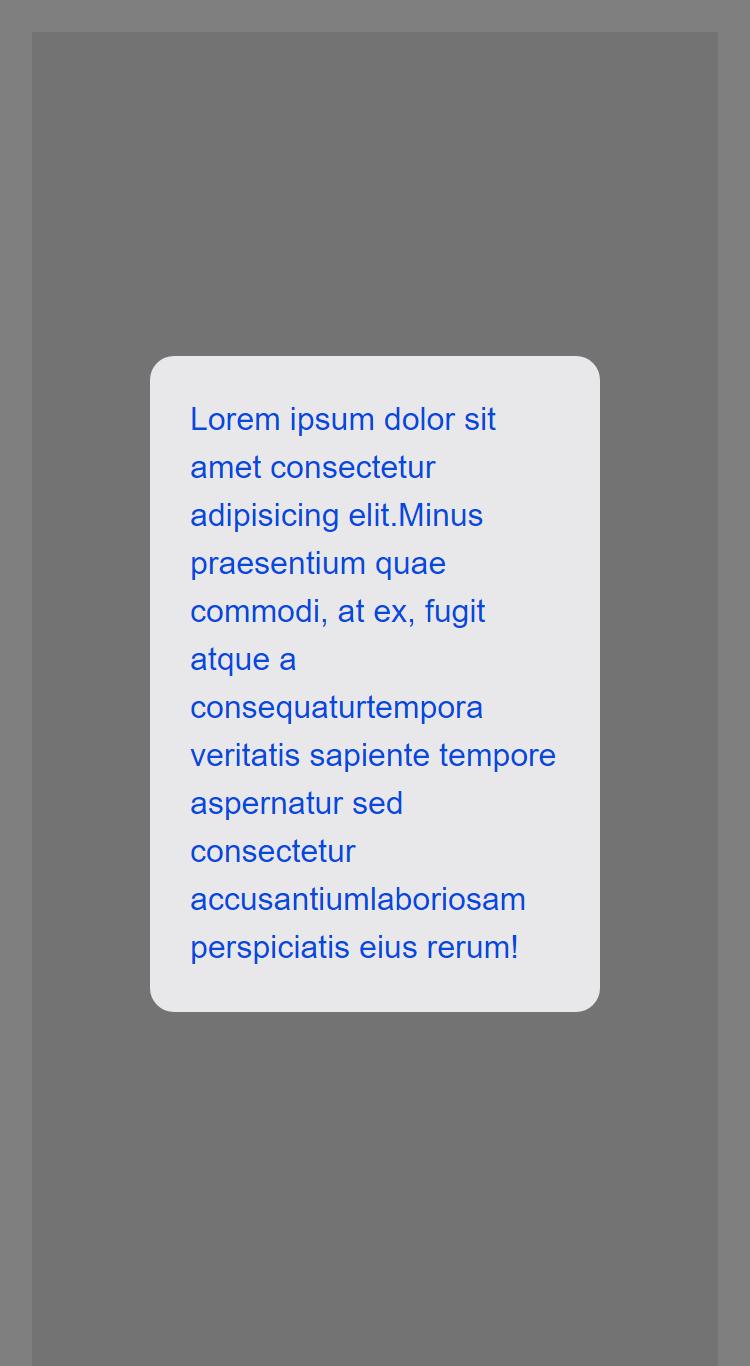 Lorem ipsum dolor sit
amet consectetur
adipisicing elit.Minus
praesentium quae
commodi, at ex, fugit
atque a
consequaturtempora
veritatis sapiente tempore
aspernatur sed
consectetur
accusantiumlaboriosam
perspiciatis eius rerum!